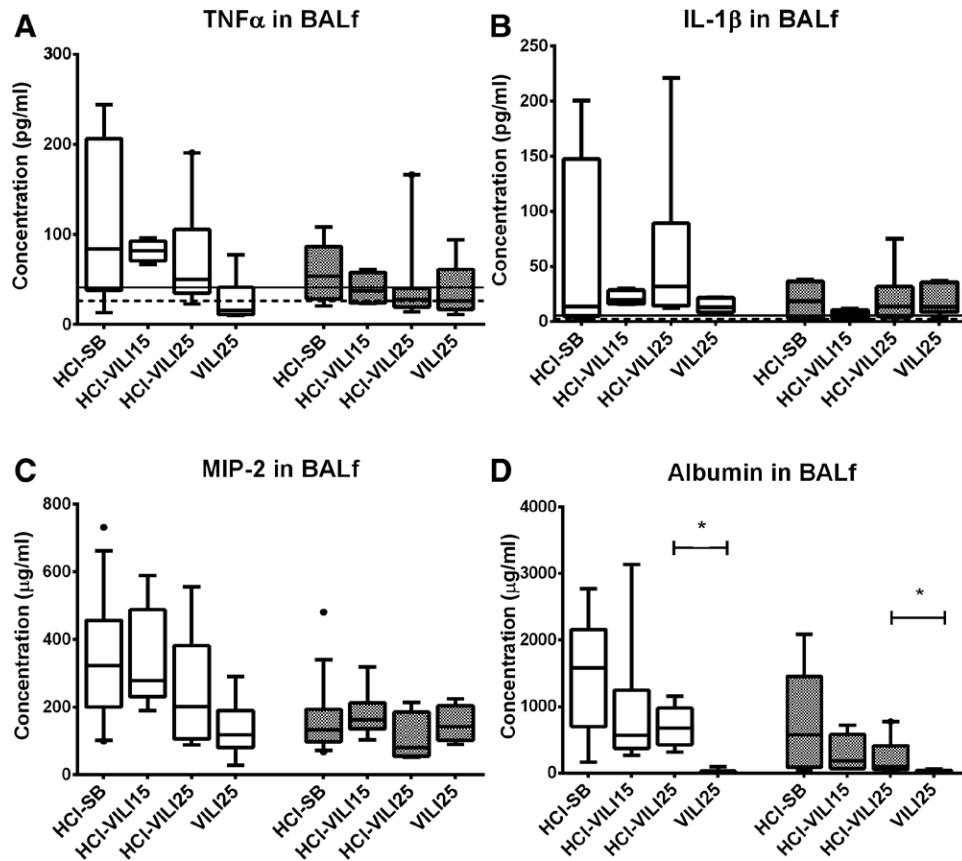 A
TNFα in BALf
Concentration (pg/ml)
300
200
100
0
HCl-SB
HCl-VILI15
HCl-VILI25
VILI25
HCl-SB
HCl-VILI15
HCl-VILI25
VILI25
B
IL-1β in BALf
Concentration (pg/ml)
250
200
150
100
50
0
HCl-SB
HCl-VILI15
HCl-VILI25
VILI25
HCl-SB
HCl-VILI15
HCl-VILI25
VILI25
C
MIP-2 in BALf
Concentration (μg/ml)
800
600
400
200
0
HCl-SB
HCl-VILI15
HCl-VILI25
VILI25
HCl-SB
HCl-VILI15
HCl-VILI25
VILI25
D
Albumin in BALf
Concentration (μg/ml)
4000
3000
2000
1000
0
*
*
HCl-SB
HCl-VILI15
HCl-VILI25
VILI25
HCl-SB
HCl-VILI15
HCl-VILI25
VILI25